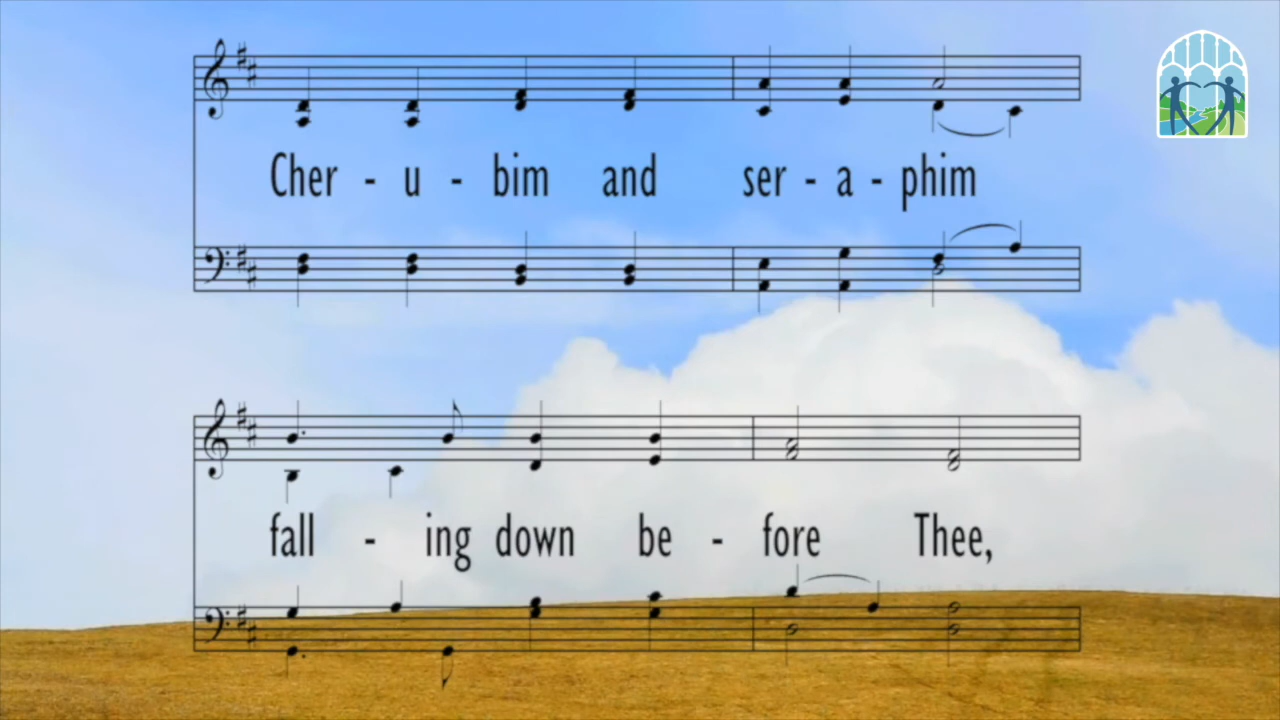 Cher - u - bim and ser - a - phim
fall - ing down be - fore Thee,